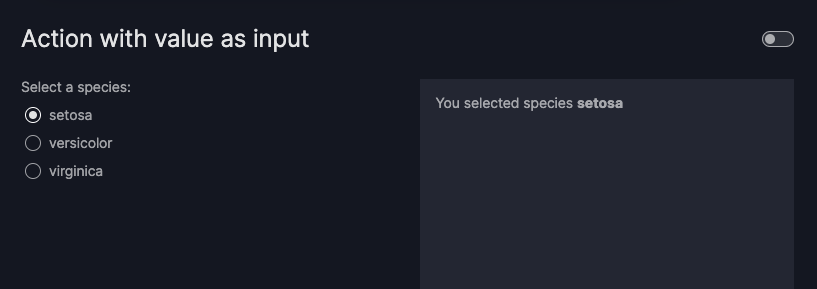 Action with value as input
Select a species:
setosa
versicolor
virginica
You selected species setosa